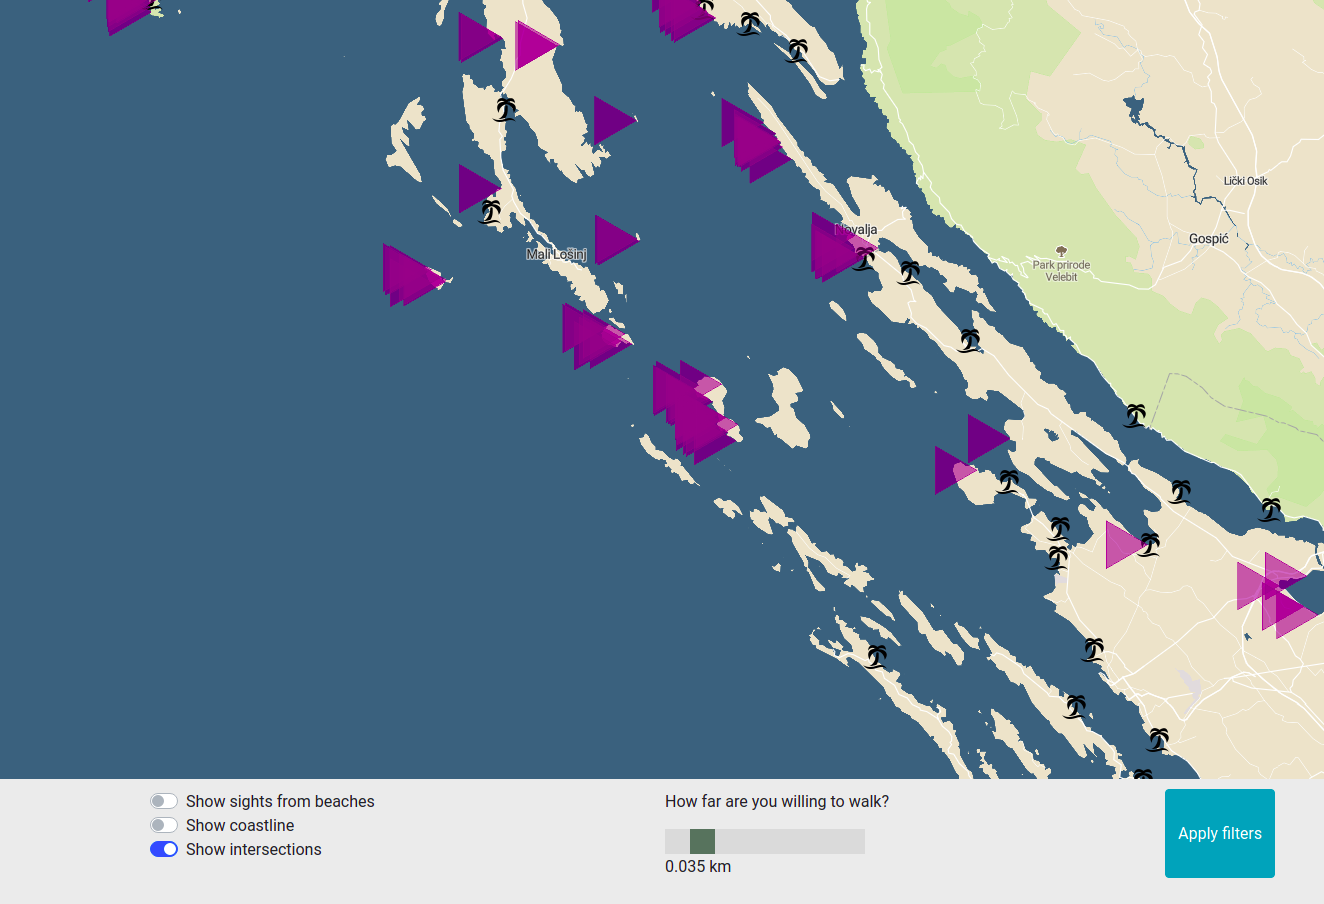 Lički Osik
Novalja
Gospić
Mali Lošinj
Park prirode
Velebit
Show sights from beaches
Show coastline
Show intersections
How far are you willing to walk?
0.035 km
Apply filters